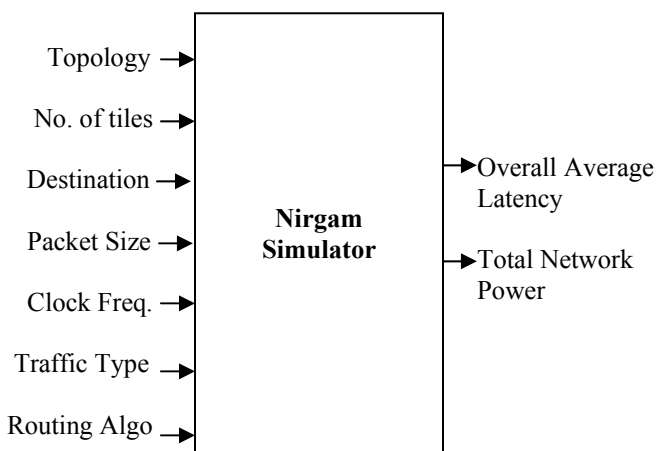 Topology
No. of tiles
Destination
Packet Size
Clock Freq.
Traffic Type
Routing Algo
Nirgam
Simulator
Overall Average
Latency
Total Network
Power